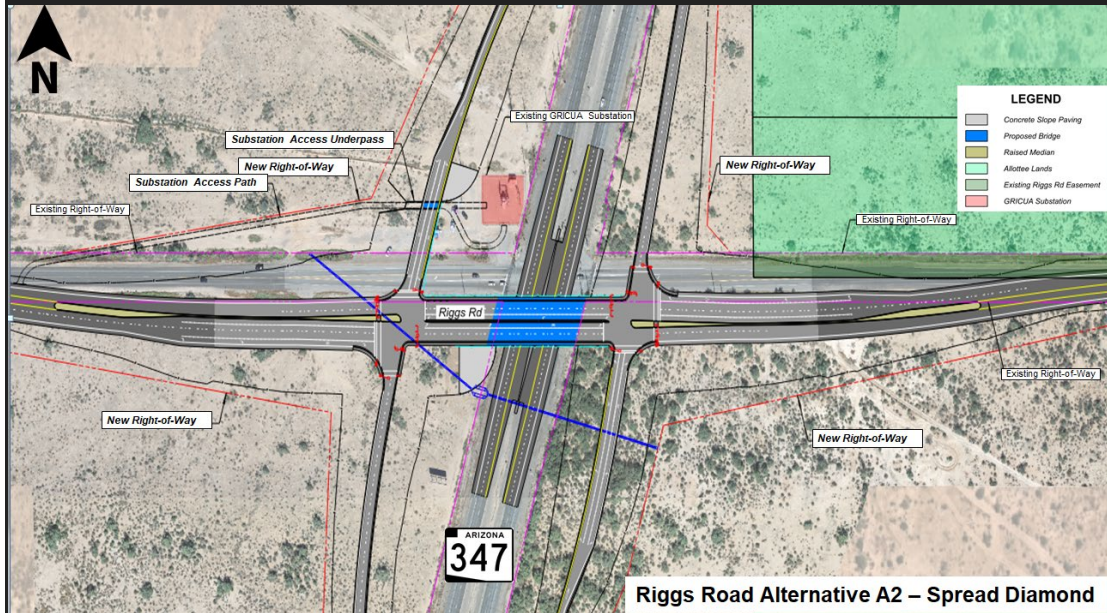 N
Existing GRICUA Substation
Substation Access Underpass
New Right-of-Way
Substation Access Path
Existing Right-of-Way
New Right-of-Way
Existing Right-of-Way
LEGEND
Concrete Slope Paving
Proposed Bridge
Raised Median
Allottee Lands
Existing Riggs Rd Easement
GRICUA Substation
Riggs Rd
Existing Right-of-Way
New Right-of-Way
New Right-of-Way
ARIZONA
347
Riggs Road Alternative A2 – Spread Diamond